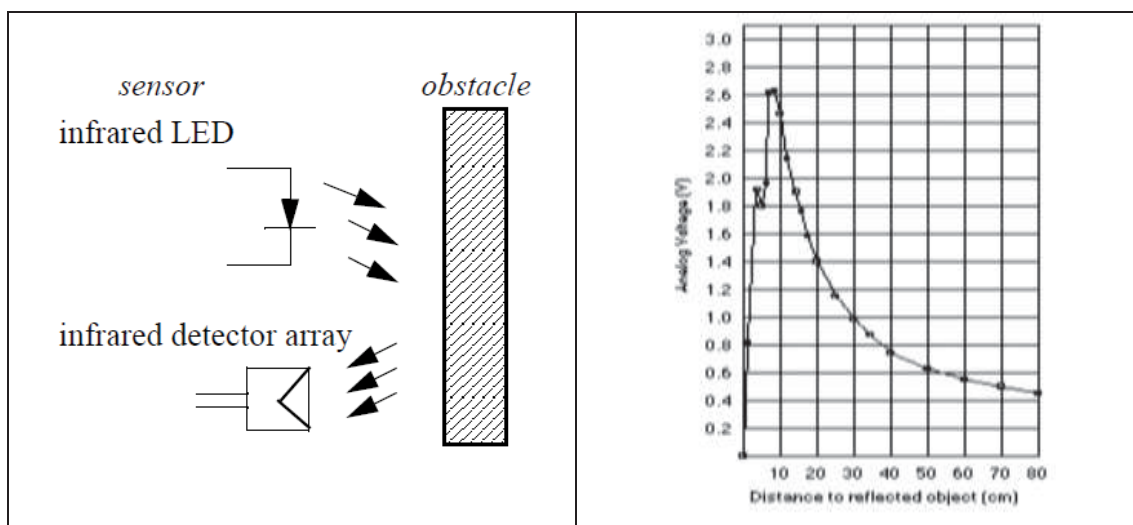 sensor
obstacle
infrared LED
infrared detector array
3.0
2.8
2.6
2.4
2.2
2.0
1.8
1.6
1.4
1.2
1.0
0.8
0.6
0.4
0.2
Analog Voltage (V)
10 20 30 40 50 60 70 80
Distance to reflected object (cm)